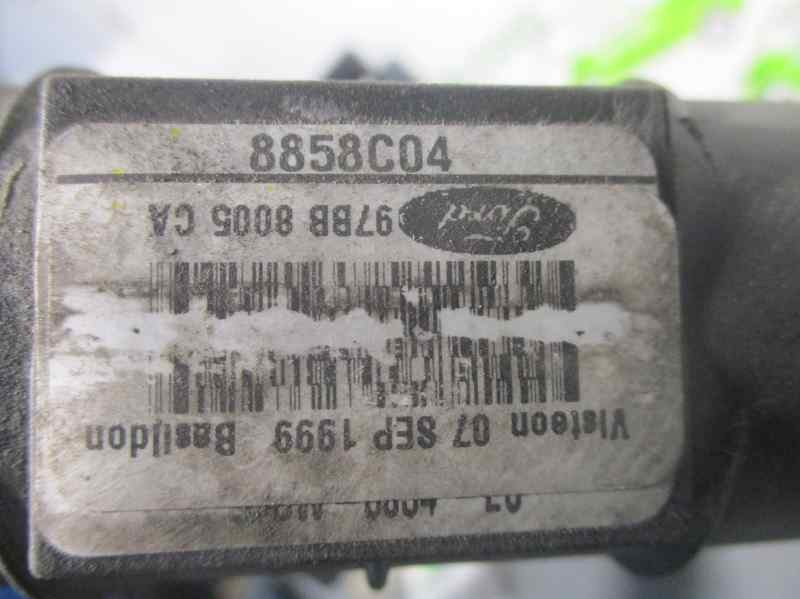 8858C04
Ford 97BB 8005 CA
Visteon 07 SEP 1999 Basildon